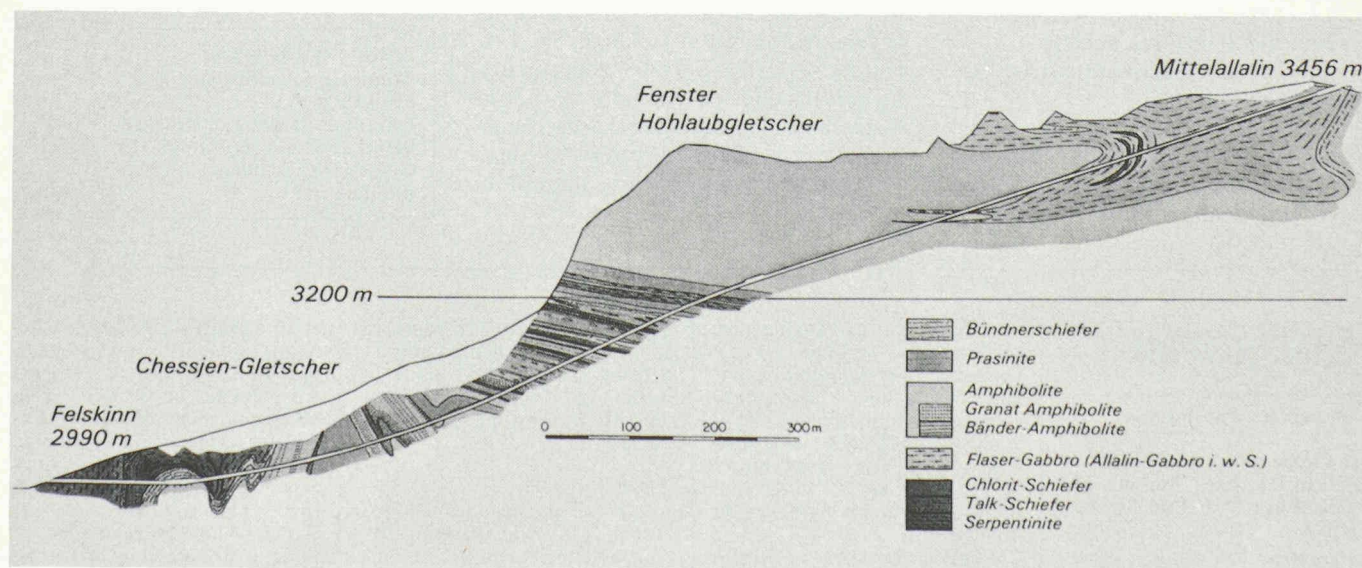 Mittelallalin 3456 m
Fenster
Hohlaubgletscher
3200 m
Chessjen-Gletscher
Felskinn
2990 m
0 100 200 300m
Bündnerschiefer
Prasinite
Amphibolite
Granat Amphibolite
Bänder-Amphibolite
Flaser-Gabbro (Allalin-Gabbro i. w. S.)
Chlorit-Schiefer
Talk-Schiefer
Serpentinite